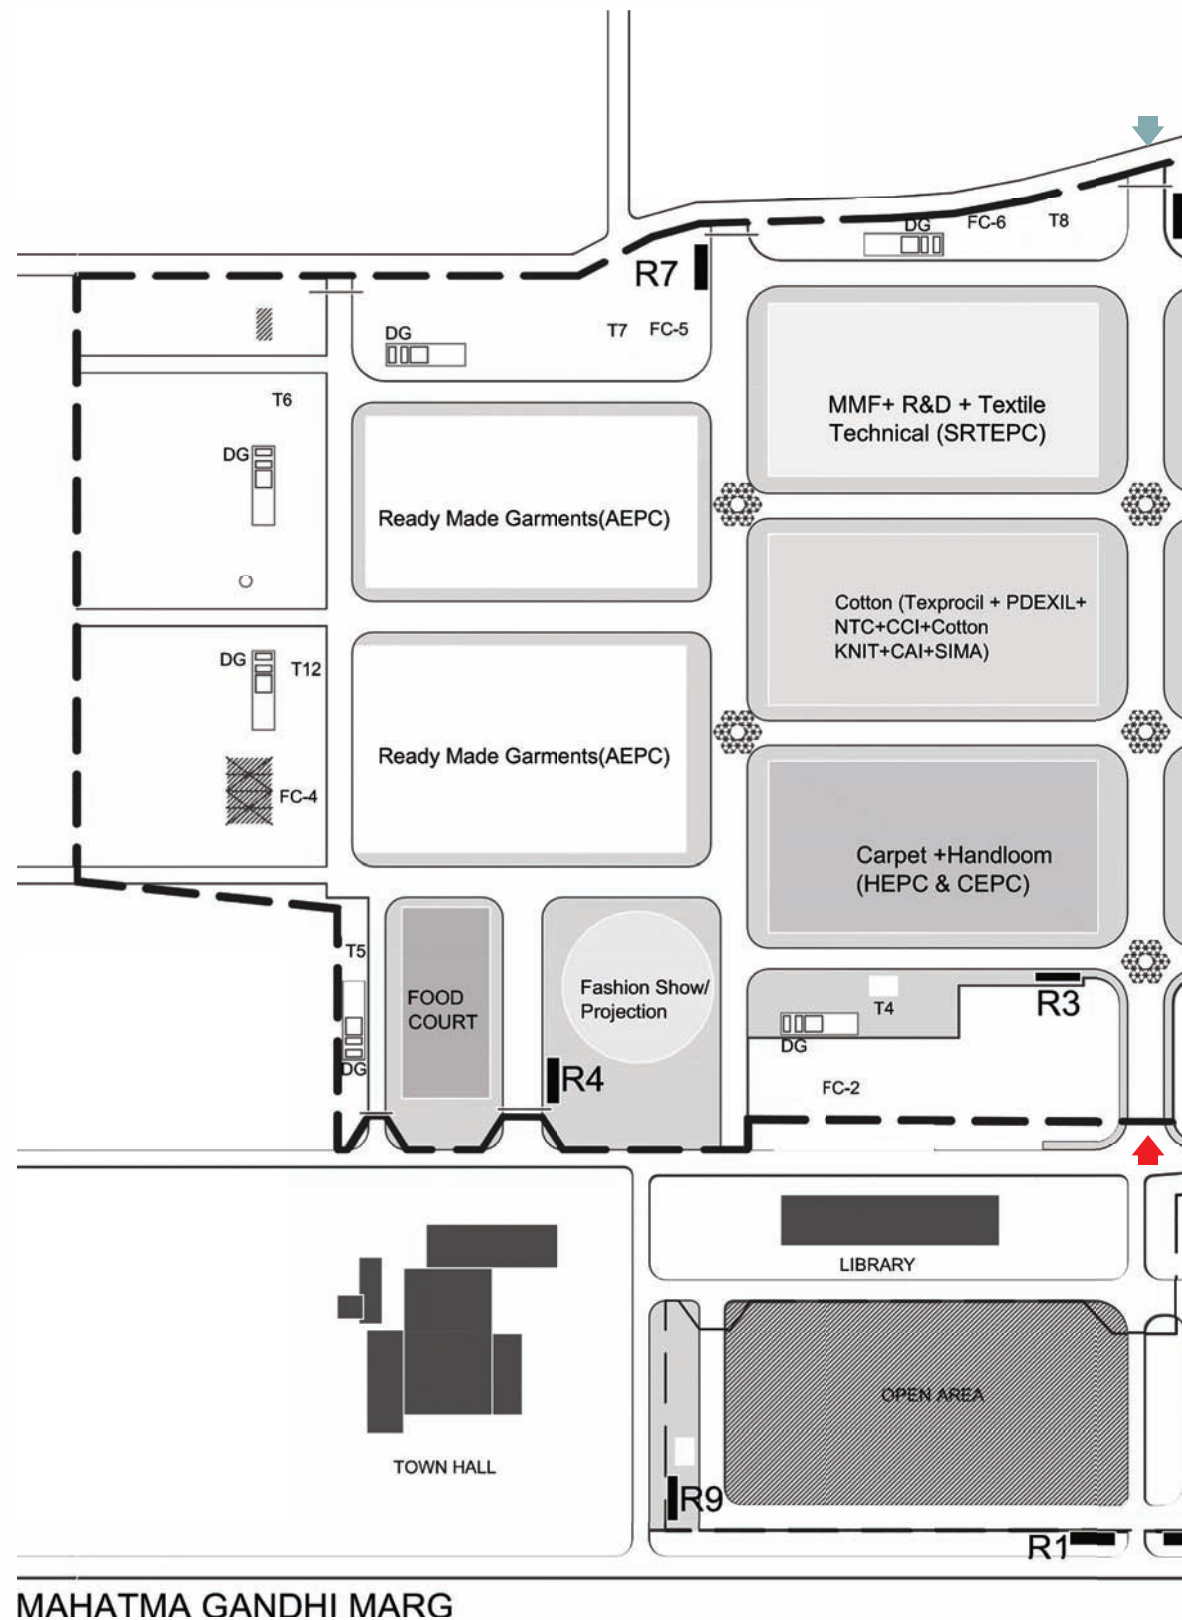 DG
FC-6
T8
R7
T7
FC-5
DG
T6
DG
MMF+ R&D + Textile
Technical (SRTEPC)
Ready Made Garments(AEPC)
Cotton (Texprocil + PDEXIL+
NTC+CCI+Cotton
KNIT+CAI+SIMA)
DG
T12
Ready Made Garments(AEPC)
FC-4
Carpet +Handloom
(HEPC & CEPC)
T5
FOOD
COURT
Fashion Show/
Projection
T4
R3
DG
DG
R4
FC-2
LIBRARY
OPEN AREA
TOWN HALL
R9
R1
MAHATMA GANDHI MARG